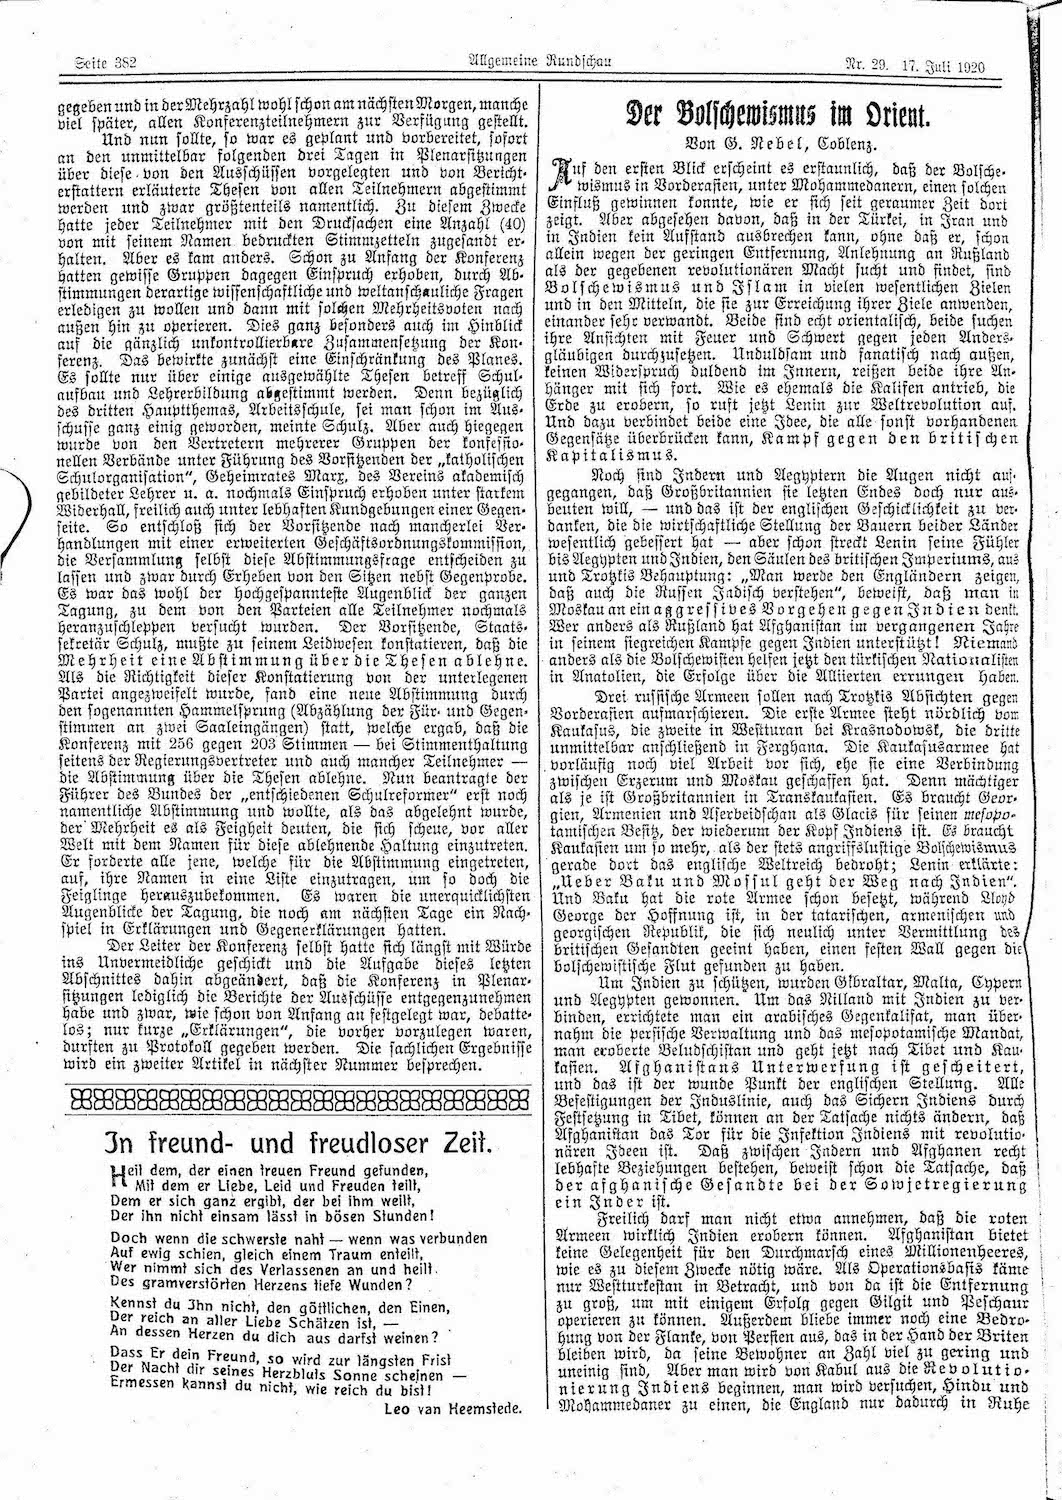 Seite 382
Allgemeine Rundschau
Nr. 29. 17. Juli 1920
gegeben und in der Mehrzahl wohl schon am nächsten Morgen, manche
viel später, allen Konferenzteilnehmern zur Verfügung gestellt.
Und nun sollte, so war es geplant und vorbereitet, sofort
an den unmittelbar folgenden drei Tagen in Plenarsitzungen
über diese von den Ausschüssen vorgelegten und von Bericht-
erstattern erläuterte Thesen von allen Teilnehmern abgestimmt
werden und zwar größtenteils namentlich. Zu diesem Zwecke
hatte jeder Teilnehmer mit den Drucksachen eine Anzahl (40)
von mit seinem Namen bedruckten Stimmzetteln zugesandt er-
halten. Aber es kam anders. Schon zu Anfang der Konferenz
hatten gewisse Gruppen dagegen Einspruch erhoben, durch Ab-
stimmungen derartige wissenschaftliche und weltanschauliche Fragen
erledigen zu wollen und dann mit solchen Mehrheitsvoten nach
außen hin zu operieren. Dies ganz besonders auch im Hinblick
auf die gänzlich unkontrollierbare Zusammensetzung der Kon-
ferenz. Das bewirkte zunächst eine Einschränkung des Planes.
Es sollte nur über einige ausgewählte Thesen betreff Schul-
aufbau und Lehrerbildung abgestimmt werden. Denn bezüglich
des dritten Hauptthemas, Arbeitsschule, sei man schon im Aus-
schusse ganz einig geworden, meinte Schulz. Aber auch hiegegen
wurde von den Vertretern mehrerer Gruppen der konfessio-
nellen Verbände unter Führung des Vorsitzenden der „katholischen
Schulorganisation“, Geheimrates Marx, des Vereins akademisch
gebildeter Lehrer u. a. nochmals Einspruch erhoben unter starkem
Widerhall, freilich auch unter lebhaften Kundgebungen einer Gegen-
seite. So entschloß sich der Vorsitzende nach mancherlei Ver-
handlungen mit einer erweiterten Geschäftsordnungskommission,
die Versammlung selbst diese Abstimmungsfrage entscheiden zu
lassen und zwar durch Erheben von den Sitzen nebst Gegenprobe.
Es war das wohl der hochgespannteste Augenblick der ganzen
Tagung, zu dem von den Parteien alle Teilnehmer nochmals
heranzuschleppen versucht wurden. Der Vorsitzende, Staats-
sekretär Schulz, mußte zu seinem Leidwesen konstatieren, daß die
Mehrheit eine Abstimmung über die Thesen ablehne.
Als die Richtigkeit dieser Konstatierung von der unterlegenen
Partei angezweifelt wurde, fand eine neue Abstimmung durch
den sogenannten Hammelsprung (Abzählung der Für- und Gegen-
stimmen an zwei Saaleingängen) statt, welche ergab, daß die
Konferenz mit 256 gegen 203 Stimmen — bei Stimmenthaltung
seitens der Regierungsvertreter und auch mancher Teilnehmer —
die Abstimmung über die Thesen ablehne. Nun beantragte der
Führer des Bundes der „entschiedenen Schulreformer“ erst noch
namentliche Abstimmung und wollte, als das abgelehnt wurde,
der Mehrheit es als Feigheit deuten, die sich scheue, vor aller
Welt mit dem Namen für diese ablehnende Haltung einzutreten.
Er forderte alle jene, welche für die Abstimmung eingetreten,
auf, ihre Namen in eine Liste einzutragen, um so doch die
Feiglinge herauszubekommen. Es waren die unerquicklichsten
Augenblicke der Tagung, die noch am nächsten Tage ein Nach-
spiel in Erklärungen und Gegenerklärungen hatten.
Der Leiter der Konferenz selbst hatte sich längst mit Würde
ins Unvermeidliche geschickt und die Aufgabe dieses letzten
Abschnittes dahin abgeändert, daß die Konferenz in Plenar-
sitzungen lediglich die Berichte der Ausschüsse entgegenzunehmen
habe und zwar, wie schon von Anfang an festgelegt war, debatte-
los; nur kurze „Erklärungen“, die vorher vorzulegen waren,
durften zu Protokoll gegeben werden. Die sachlichen Ergebnisse
wird ein zweiter Artikel in nächster Nummer besprechen.
In freund- und freudloser Zeit.
Heil dem, der einen treuen Freund gefunden,
Mit dem er Liebe, Leid und Freuden teilt,
Dem er sich ganz ergibt, der bei ihm weilt,
Der ihn nicht einsam lässt in bösen Stunden!
Doch wenn die schwerste naht — wenn was verbunden
Auf ewig schien, gleich einem Traum enteilt,
Wer nimmt sich des Verlassenen an und heilt
Des gramverstörten Herzens tiefe Wunden?
Kennst du Ihn nicht, den göttlichen, den Einen,
Der reich an aller Liebe Schätzen ist, —
An dessen Herzen du dich aus darfst weinen?
Dass Er dein Freund, so wird zur längsten Frist
Der Nacht dir seines Herzbluts Sonne scheinen —
Ermessen kannst du nicht, wie reich du bist!
Leo van Heemstede.
Der Bolschewismus im Orient.
Von G. Nebel, Coblenz.
Auf den ersten Blick erscheint es erstaunlich, daß der Bolsche-
wismus in Vorderasien, unter Mohammedanern, einen solchen
Einfluß gewinnen konnte, wie er sich seit geraumer Zeit dort
zeigt. Aber abgesehen davon, daß in der Türkei, in Iran und
in Indien kein Aufstand ausbrechen kann, ohne daß er, schon
allein wegen der geringen Entfernung, Anlehnung an Rußland
als der gegebenen revolutionären Macht sucht und findet, sind
Bolschewismus und Islam in vielen wesentlichen Zielen
und in den Mitteln, die sie zur Erreichung ihrer Ziele anwenden,
einander sehr verwandt. Beide sind echt orientalisch, beide suchen
ihre Ansichten mit Feuer und Schwert gegen jeden Anders-
gläubigen durchzusetzen. Unduldsam und fanatisch nach außen,
keinen Widerspruch duldend im Innern, reißen beide ihre An-
hänger mit sich fort. Wie es ehemals die Kalifen antrieb, die
Erde zu erobern, so ruft jetzt Lenin zur Weltrevolution auf.
Und dazu verbindet beide eine Idee, die alle sonst vorhandenen
Gegensätze überbrücken kann, Kampf gegen den britischen
Kapitalismus.
Noch sind Indern und Aegyptern die Augen nicht auf-
gegangen, daß Großbritannien sie letzten Endes doch nur aus-
beuten will, — und das ist der englischen Geschicklichkeit zu ver-
danken, die die wirtschaftliche Stellung der Bauern beider Länder
wesentlich gebessert hat — aber schon streckt Lenin seine Fühler
bis Aegypten und Indien, den Säulen des britischen Imperiums, aus
und Trotzkis Behauptung: „Man werde den Engländern zeigen,
daß auch die Russen Indisch verstehen“, beweist, daß man in
Moskau an ein aggressives Vorgehen gegen Indien denkt.
Wer anders als Rußland hat Afghanistan im vergangenen Jahre
in seinem siegreichen Kampfe gegen Indien unterstützt! Niemand
anders als die Bolschewisten helfen jetzt den türkischen Nationalisten
in Anatolien, die Erfolge über die Alliierten errungen haben.
Drei russische Armeen sollen nach Trotzkis Absichten gegen
Vorderasien aufmarschieren. Die erste Armee steht nördlich vom
Kaukasus, die zweite in Westturan bei Krasnodowsk, die dritte
unmittelbar anschließend in Ferghana. Die Kaukasusarmee hat
vorläufig noch viel Arbeit vor sich, ehe sie eine Verbindung
zwischen Erzerum und Moskau geschaffen hat. Denn mächtiger
als je ist Großbritannien in Transkaukasien. Es braucht Geor-
gien, Armenien und Aserbeidschan als Glacis für seinen mesopo-
tamischen Besitz, der wiederum der Kopf Indiens ist. Es braucht
Kaukasien um so mehr, als der stets angriffslustige Bolschewismus
gerade dort das englische Weltreich bedroht; Lenin erklärte:
„Ueber Baku und Mossul geht der Weg nach Indien“.
Und Baku hat die rote Armee schon besetzt, während Lloyd
George der Hoffnung ist, in der tatarischen, armenischen und
georgischen Republik, die sich neulich unter Vermittlung des
britischen Gesandten geeint haben, einen festen Wall gegen die
bolschewistische Flut gefunden zu haben.
Um Indien zu schützen, wurden Gibraltar, Malta, Cypern
und Aegypten gewonnen. Um das Nilland mit Indien zu ver-
binden, errichtete man ein arabisches Gegenkalifat, man über-
nahm die persische Verwaltung und das mesopotamische Mandat,
man eroberte Beludschistan und geht jetzt nach Tibet und Kau-
kasien. Afghanistans Unterwerfung ist gescheitert,
und das ist der wunde Punkt der englischen Stellung. Alle
Befestigungen der Induslinie, auch das Sichern Indiens durch
Festsetzung in Tibet, können an der Tatsache nichts ändern, daß
Afghanistan das Tor für die Infektion Indiens mit revolutio-
nären Ideen ist. Daß zwischen Indern und Afghanen recht
lebhafte Beziehungen bestehen, beweist schon die Tatsache, daß
der afghanische Gesandte bei der Sowjetregierung
ein Inder ist.
Freilich darf man nicht etwa annehmen, daß die roten
Armeen wirklich Indien erobern können. Afghanistan bietet
keine Gelegenheit für den Durchmarsch eines Millionenheeres,
wie es zu diesem Zwecke nötig wäre. Als Operationsbasis käme
nur Westturkestan in Betracht, und von da ist die Entfernung
zu groß, um mit einigem Erfolg gegen Gilgit und Peschaur
operieren zu können. Außerdem bliebe immer noch eine Bedro-
hung von der Flanke, von Persien aus, das in der Hand der Briten
bleiben wird, da seine Bewohner an Zahl viel zu gering und
uneinig sind, Aber man wird von Kabul aus die Revolutio-
nierung Indiens beginnen, man wird versuchen, Hindu und
Mohammedaner zu einen, die England nur dadurch in Ruhe